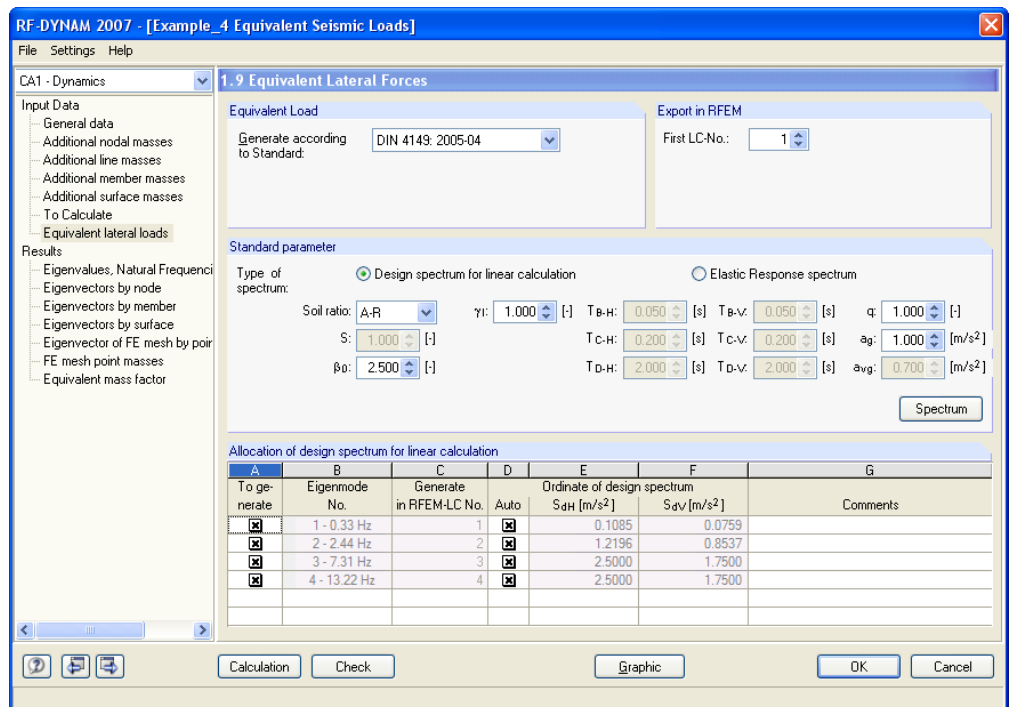 RF-DYNAM 2007 - [Example_4 Equivalent Seismic Loads]
File Settings Help
CA1 - Dynamics
Input Data
General data
Additional nodal masses
Additional line masses
Additional member masses
Additional surface masses
To Calculate
Equivalent lateral loads
Results
Eigenvalues, Natural Frequenci
Eigenvectors by node
Eigenvectors by member
Eigenvectors by surface
Eigenvector of FE mesh by poir
FE mesh point masses
Equivalent mass factor
1.9 Equivalent Lateral Forces
Equivalent Load
Generate according to Standard: DIN 4149: 2005-04
Export in RFEM
First LC-No.: 1
Standard parameter
Type of spectrum: Design spectrum for linear calculation Elastic Response spectrum
Soil ratio: A-R γI: 1.000 [-] TB-H: 0.050 [s] TB-V: 0.050 [s] q: 1.000 [-]
S: 1.000 [-] TC-H: 0.200 [s] TC-V: 0.200 [s] ag: 1.000 [m/s²]
β0: 2.500 [-] TD-H: 2.000 [s] TD-V: 2.000 [s] avg: 0.700 [m/s²]
Spectrum
Allocation of design spectrum for linear calculation
A B C D E F G
To ge- Eigenmode Generate Ordinate of design spectrum
nerate No. in RFEM-LC No. Auto SdH [m/s²] SdV [m/s²] Comments
1 - 0.33 Hz 1 0.1085 0.0759
2 - 2.44 Hz 2 1.2196 0.8537
3 - 7.31 Hz 3 2.5000 1.7500
4 - 13.22 Hz 4 2.5000 1.7500
Calculation Check Graphic OK Cancel